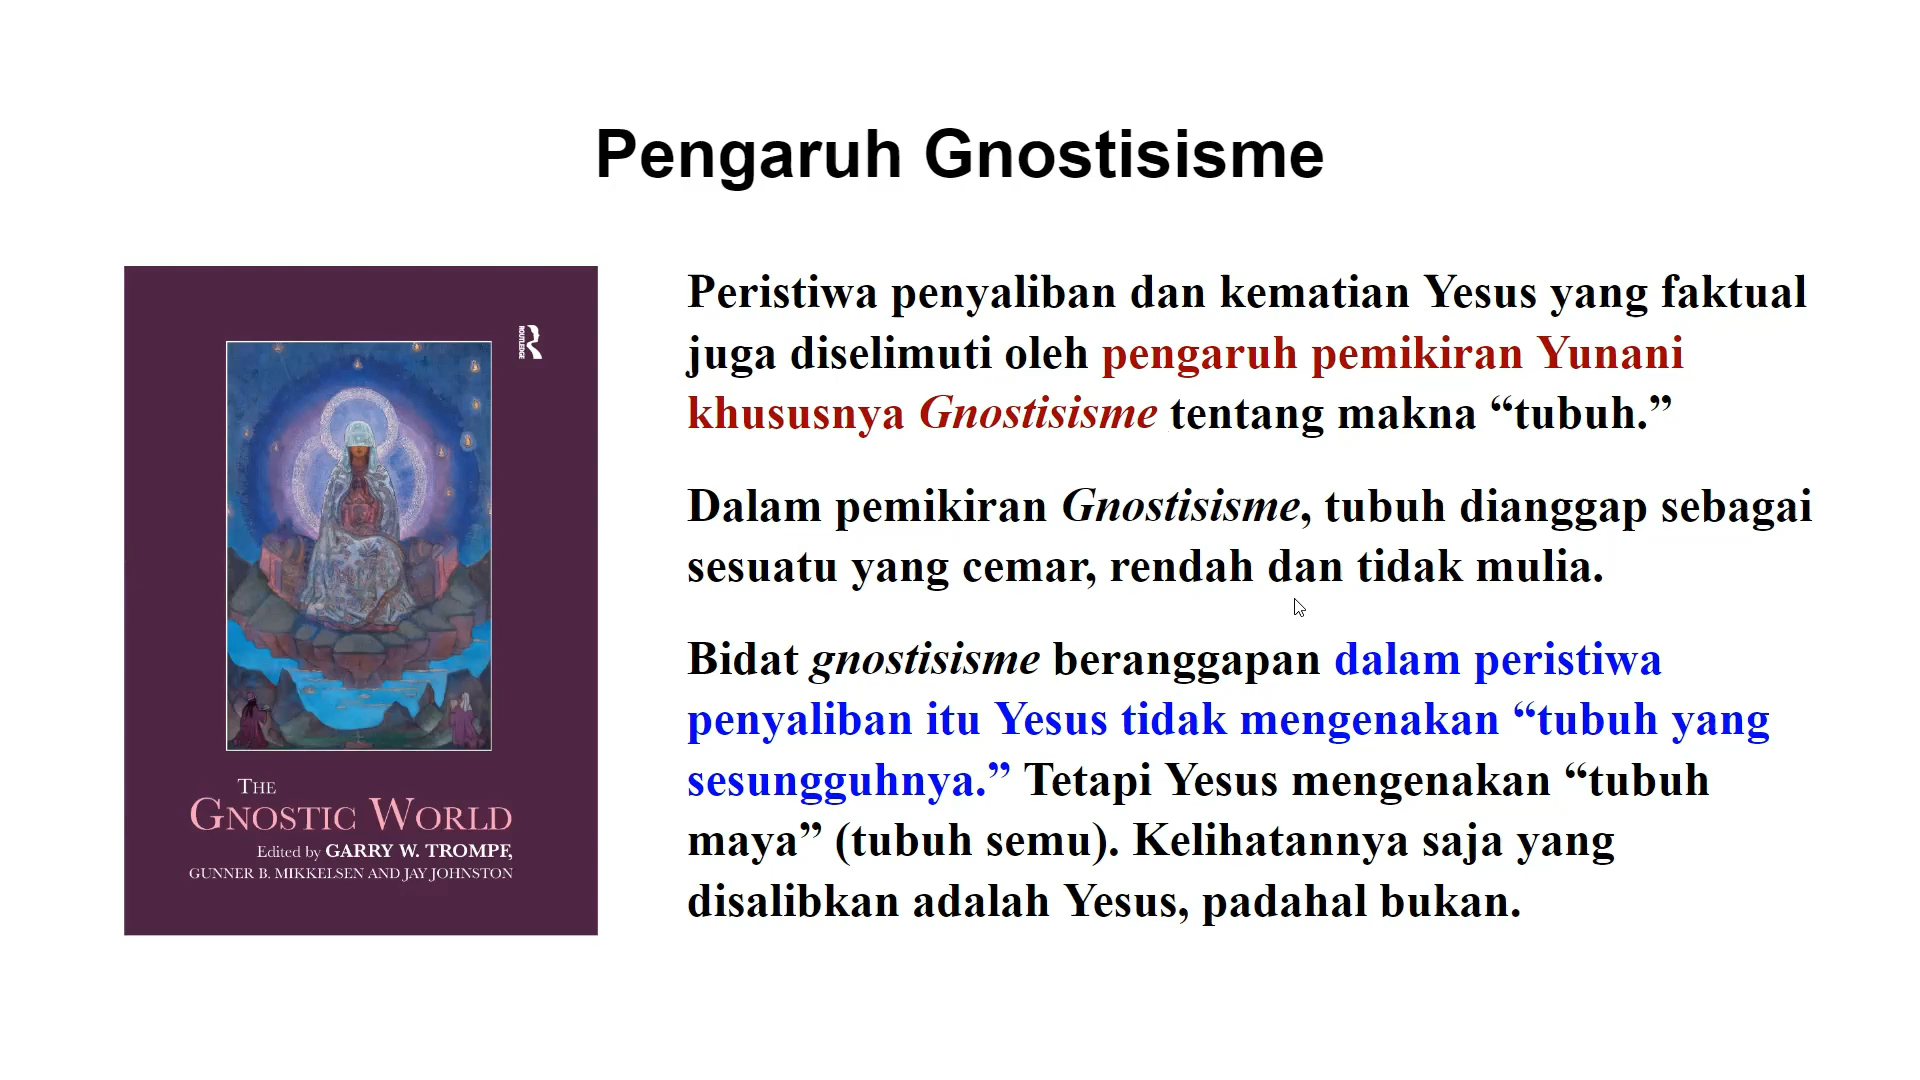 Pengaruh Gnostisisme
ROUTLEDGE
THE
GNOSTIC WORLD
Edited by GARRY W. TROMPF,
GUNNER B. MIKKELSEN AND JAY JOHNSTON
Peristiwa penyaliban dan kematian Yesus yang faktual
juga diselimuti oleh pengaruh pemikiran Yunani
khususnya Gnostisisme tentang makna “tubuh.”
Dalam pemikiran Gnostisisme, tubuh dianggap sebagai
sesuatu yang cemar, rendah dan tidak mulia.
Bidat gnostisisme beranggapan dalam peristiwa
penyaliban itu Yesus tidak mengenakan “tubuh yang
sesungguhnya.” Tetapi Yesus mengenakan “tubuh
maya” (tubuh semu). Kelihatannya saja yang
disalibkan adalah Yesus, padahal bukan.